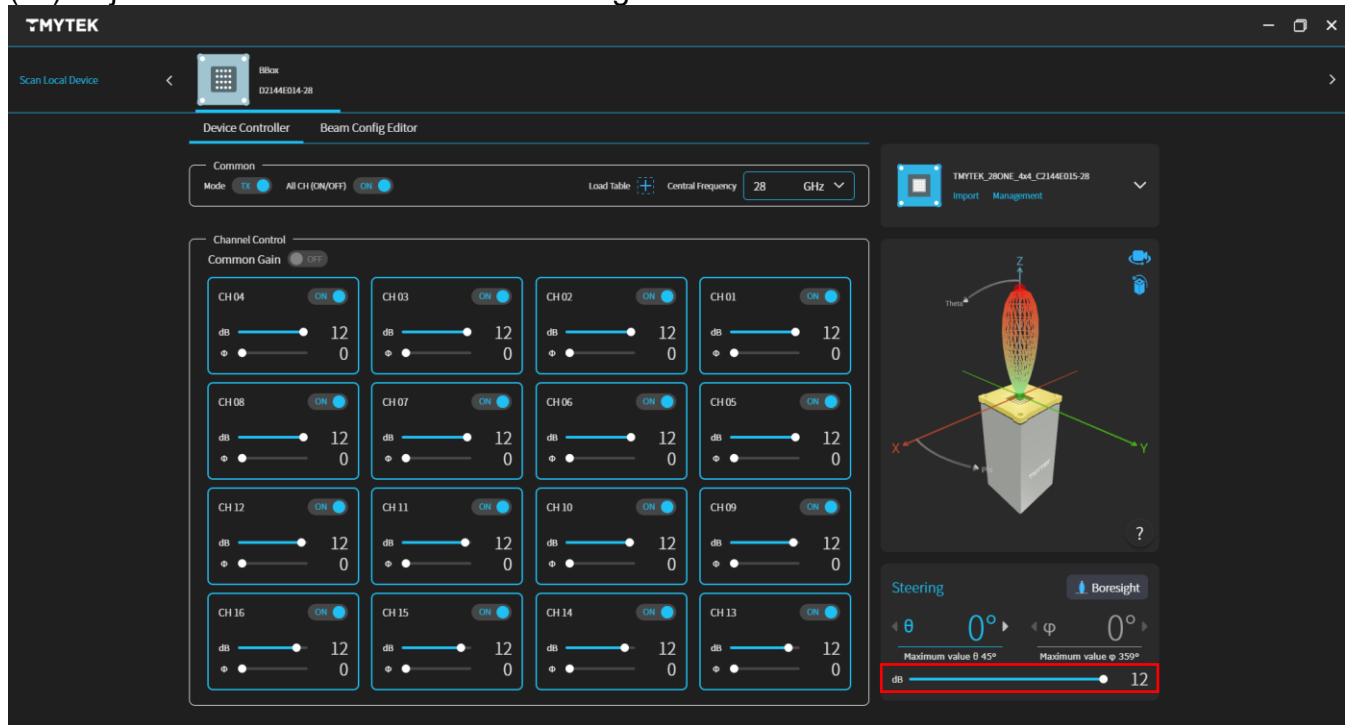 TMYTEK
Scan Local Device
BBox
D2144E014-28
Device Controller Beam Config Editor
Common
Mode TX All CH (ON/OFF) ON Load Table Central Frequency 28 GHz
TMYTEK_28ONE_4x4_C2144E015-28
Import Management
Channel Control
Common Gain OFF
CH 04 ON CH 03 ON CH 02 ON CH 01 ON
dB 12 dB 12 dB 12 dB 12
Φ 0 Φ 0 Φ 0 Φ 0
CH 08 ON CH 07 ON CH 06 ON CH 05 ON
dB 12 dB 12 dB 12 dB 12
Φ 0 Φ 0 Φ 0 Φ 0
CH 12 ON CH 11 ON CH 10 ON CH 09 ON
dB 12 dB 12 dB 12 dB 12
Φ 0 Φ 0 Φ 0 Φ 0
CH 16 ON CH 15 ON CH 14 ON CH 13 ON
dB 12 dB 12 dB 12 dB 12
Φ 0 Φ 0 Φ 0 Φ 0
Z
Theta
X
Phi
Y
TMYTEK
?
Steering Boresight
θ 0° φ 0°
Maximum value θ 45° Maximum value φ 359°
dB 12